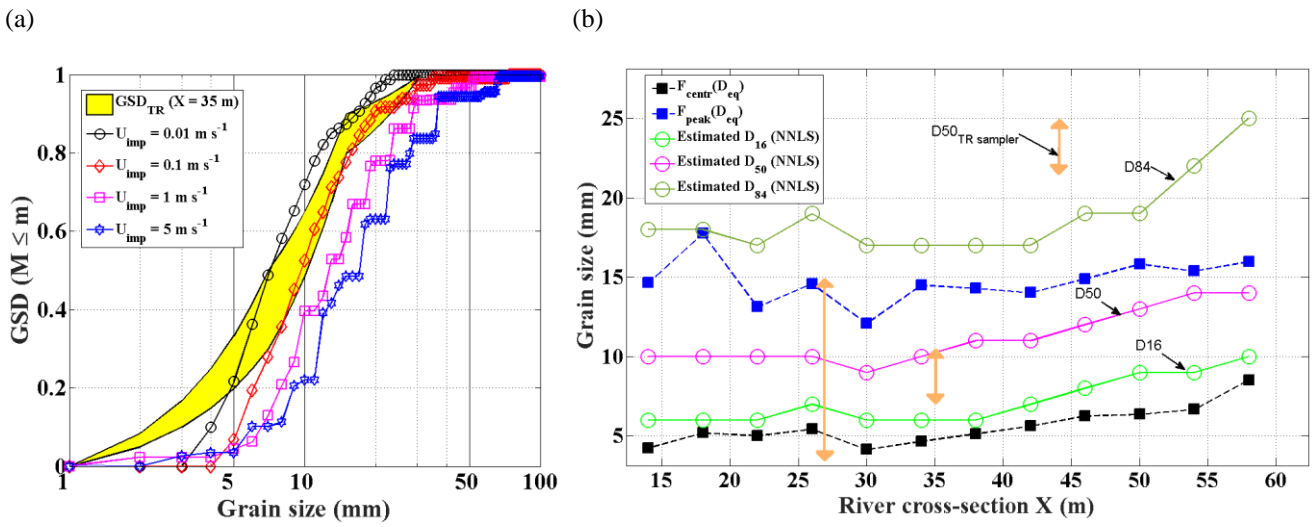 (a)
(b)
GSD (M ≤ m)
1
0.8
0.6
0.4
0.2
0
GSD_TR (X = 35 m)
U_imp = 0.01 m s⁻¹
U_imp = 0.1 m s⁻¹
U_imp = 1 m s⁻¹
U_imp = 5 m s⁻¹
1 5 10 50 100
Grain size (mm)
Grain size (mm)
25
20
15
10
5
F_centr(D_eq)
F_peak(D_eq)
Estimated D₁₆ (NNLS)
Estimated D₅₀ (NNLS)
Estimated D₈₄ (NNLS)
D50_TR sampler
D84
D50
D16
15 20 25 30 35 40 45 50 55 60
River cross-section X (m)